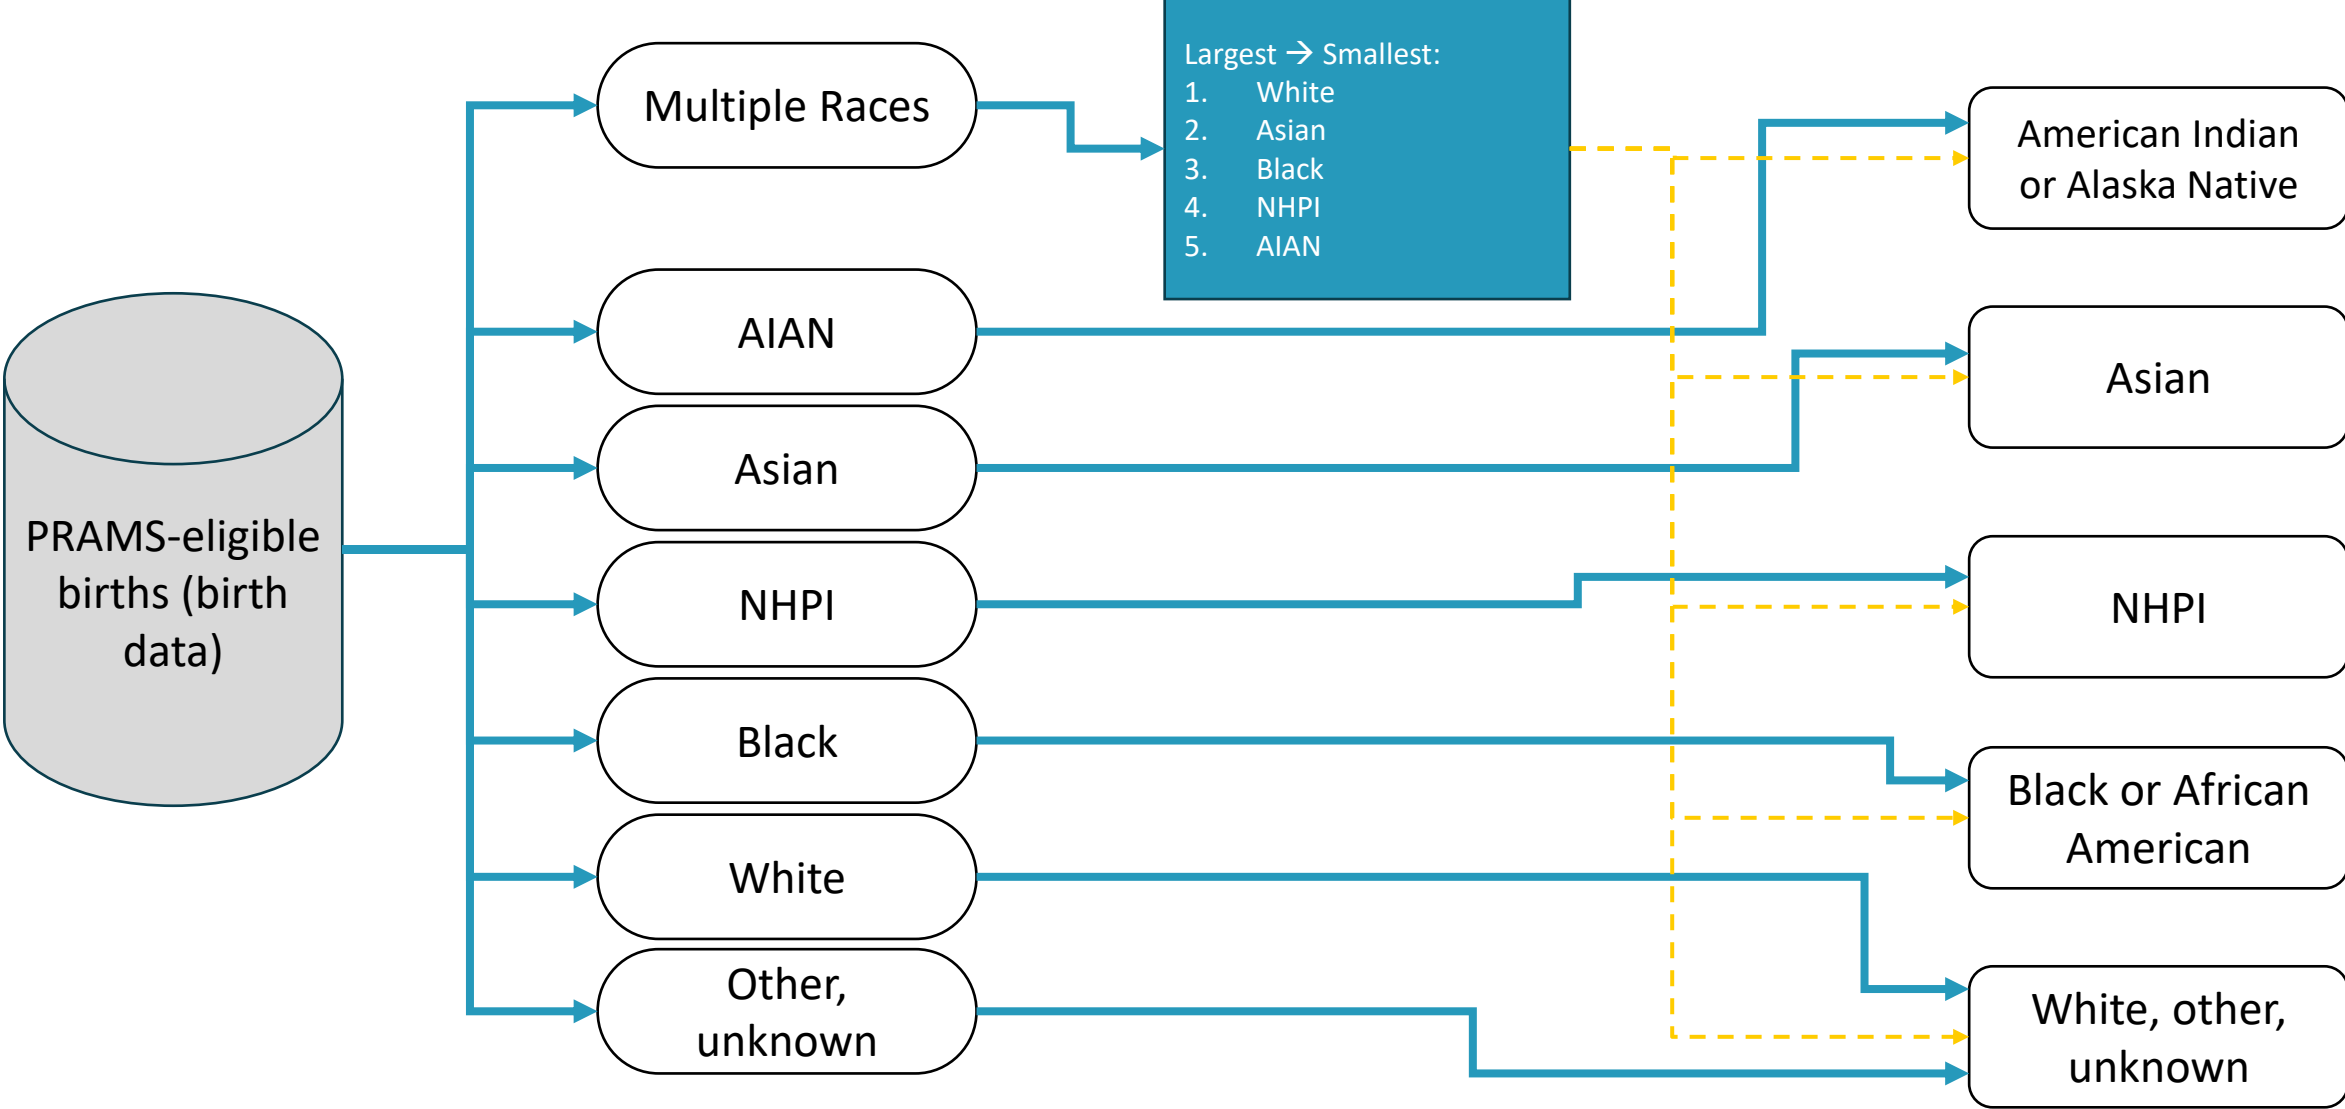 PRAMS-eligible
births (birth
data)
Multiple Races
AIAN
Asian
NHPI
Black
White
Other,
unknown
Largest → Smallest:
1. White
2. Asian
3. Black
4. NHPI
5. AIAN
American Indian
or Alaska Native
Asian
NHPI
Black or African
American
White, other,
unknown